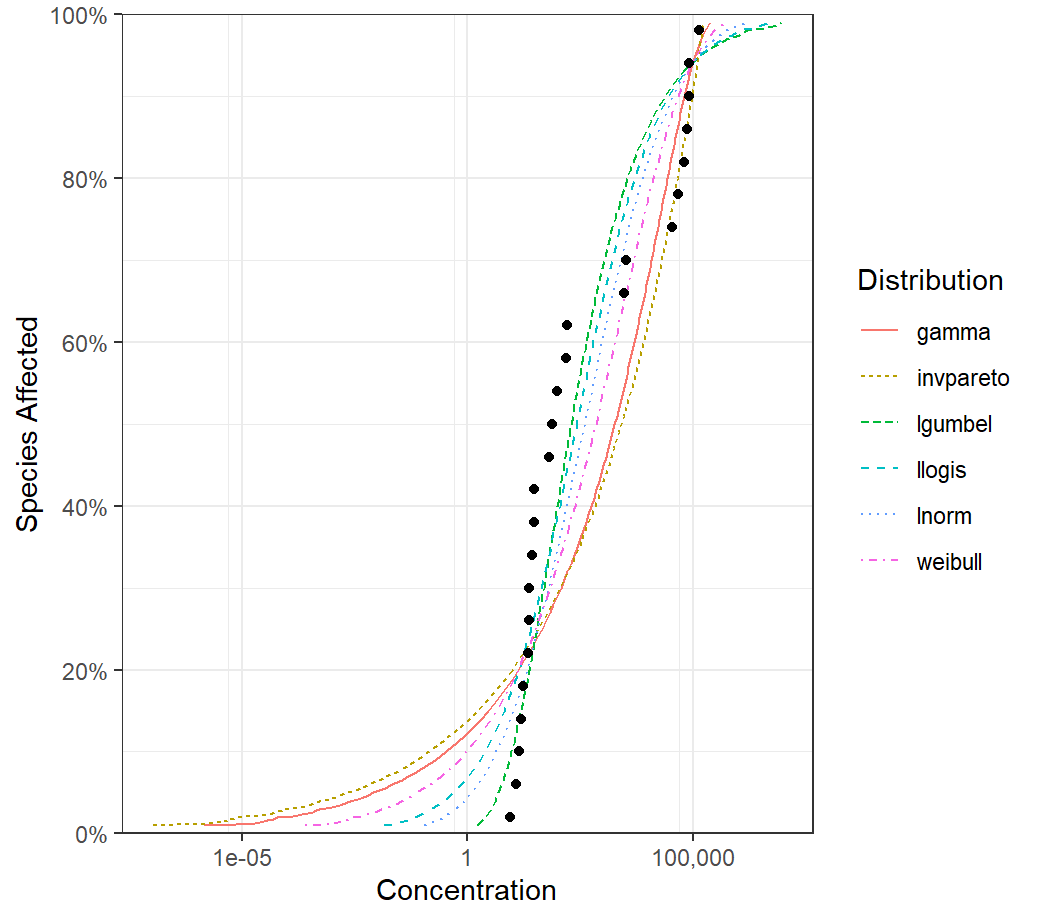 100%
80%
60%
40%
20%
0%
Species Affected
1e-05
1
100,000
Concentration
Distribution
gamma
invpareto
lgumbel
llogis
lnorm
weibull